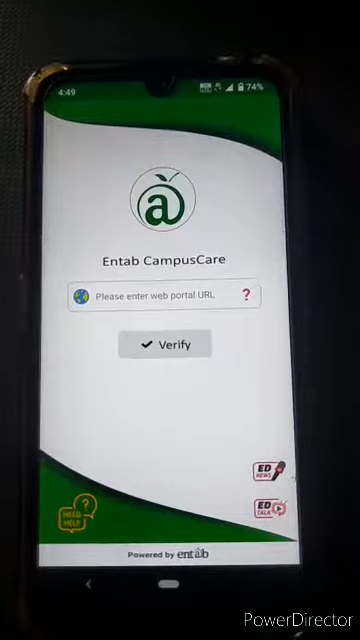 4:49
74%
a
Entab CampusCare
Please enter web portal URL ?
✔ Verify
ED
NEWS
ED
TALK
?
NEED
HELP
Powered by entab
PowerDirector